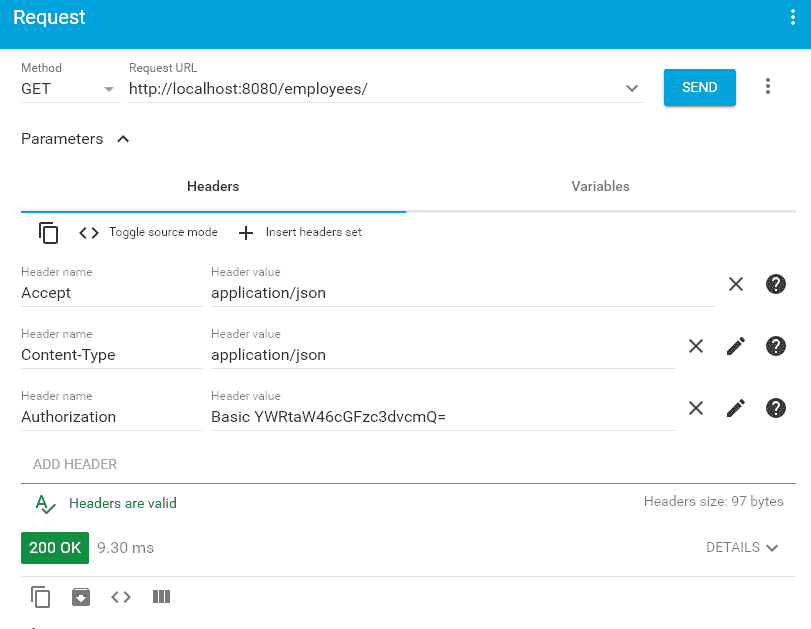 Request
Method
Request URL
GET
http://localhost:8080/employees/
SEND
Parameters
Headers
Variables
Toggle source mode
Insert headers set
Header name
Header value
Accept
application/json
Header name
Header value
Content-Type
application/json
Header name
Header value
Authorization
Basic YWRtaW46cGFzc3dvcmQ=
ADD HEADER
Headers are valid
Headers size: 97 bytes
200 OK
9.30 ms
DETAILS